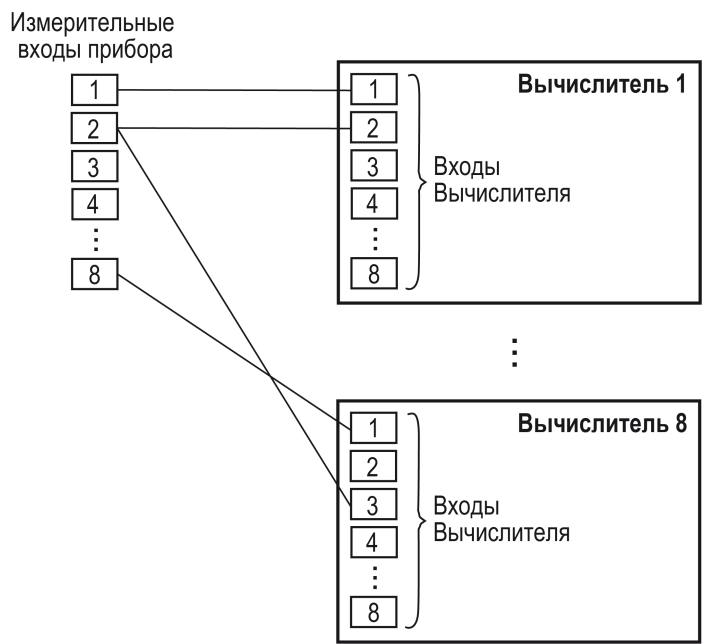 Измерительные
входы прибора
1
2
3
4
⋮
8
Вычислитель 1
1
2
3
4
⋮
8
Входы
Вычислителя
⋮
Вычислитель 8
1
2
3
4
⋮
8
Входы
Вычислителя